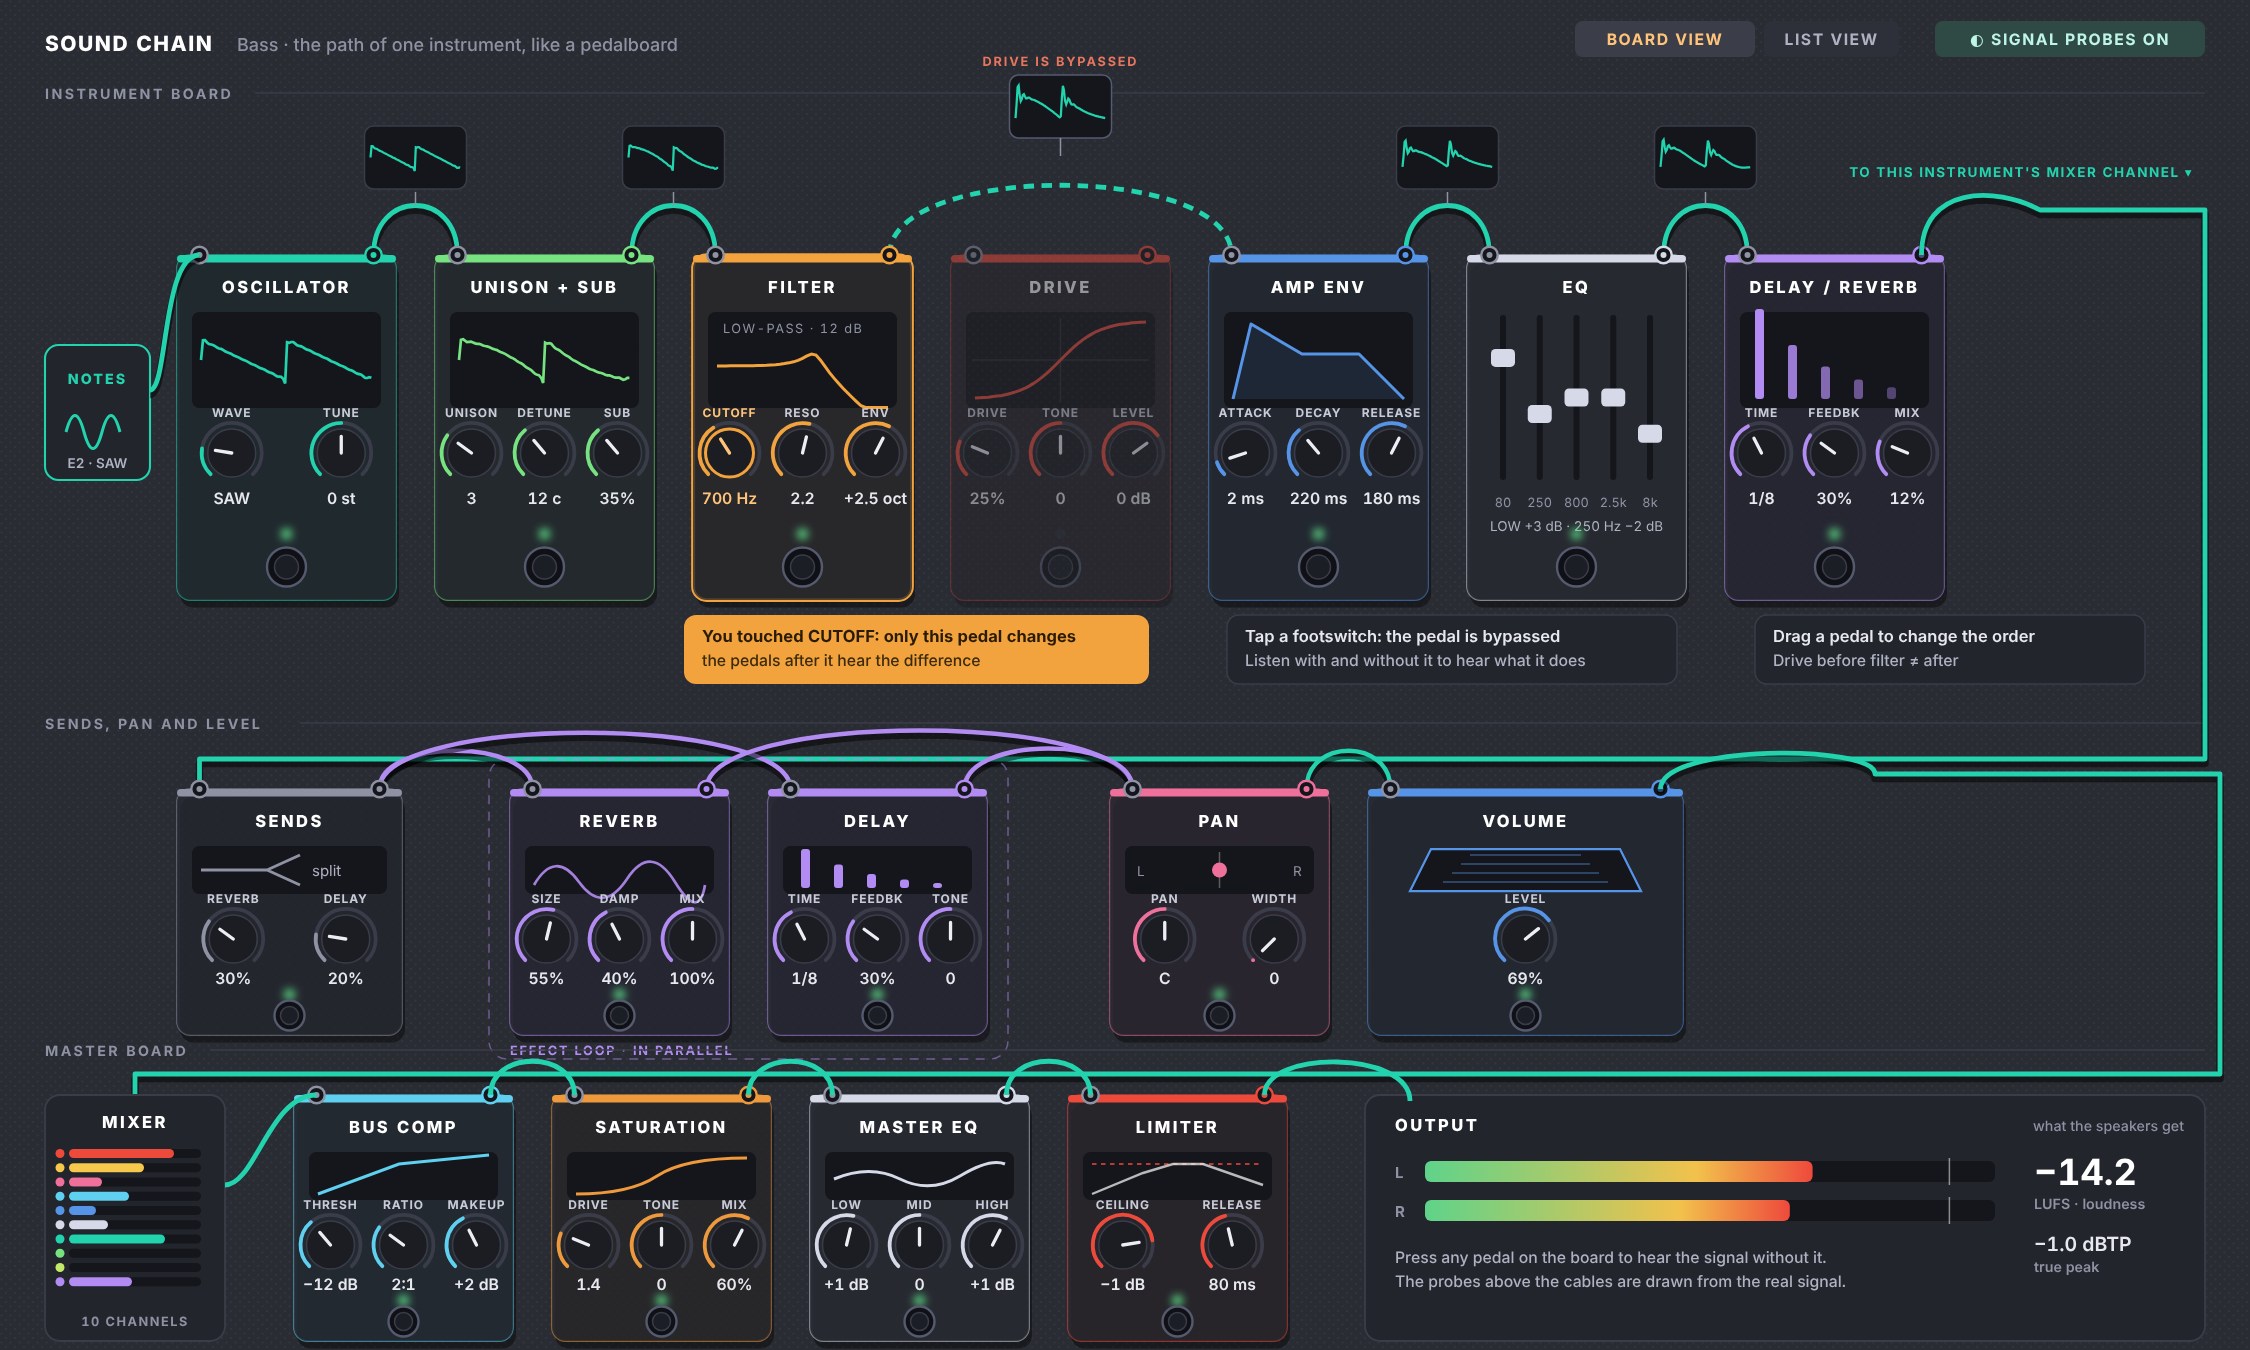 SOUND CHAIN
Bass · the path of one instrument, like a pedalboard
BOARD VIEW
LIST VIEW
◐ SIGNAL PROBES ON
DRIVE IS BYPASSED
INSTRUMENT BOARD
TO THIS INSTRUMENT'S MIXER CHANNEL ▾
NOTES
E2 · SAW
OSCILLATOR
WAVE TUNE
SAW 0 st
UNISON + SUB
UNISON DETUNE SUB
3 12 c 35%
FILTER
LOW-PASS · 12 dB
CUTOFF RESO ENV
700 Hz 2.2 +2.5 oct
DRIVE
DRIVE TONE LEVEL
25% 0 0 dB
AMP ENV
ATTACK DECAY RELEASE
2 ms 220 ms 180 ms
EQ
80 250 800 2.5k 8k
LOW +3 dB · 250 Hz −2 dB
DELAY / REVERB
TIME FEEDBK MIX
1/8 30% 12%
You touched CUTOFF: only this pedal changes
the pedals after it hear the difference
Tap a footswitch: the pedal is bypassed
Listen with and without it to hear what it does
Drag a pedal to change the order
Drive before filter ≠ after
SENDS, PAN AND LEVEL
SENDS
split
REVERB DELAY
30% 20%
REVERB
SIZE DAMP MIX
55% 40% 100%
DELAY
TIME FEEDBK TONE
1/8 30% 0
EFFECT LOOP · IN PARALLEL
PAN
L R
PAN WIDTH
C 0
VOLUME
LEVEL
69%
MASTER BOARD
MIXER
10 CHANNELS
BUS COMP
THRESH RATIO MAKEUP
−12 dB 2:1 +2 dB
SATURATION
DRIVE TONE MIX
1.4 0 60%
MASTER EQ
LOW MID HIGH
+1 dB 0 +1 dB
LIMITER
CEILING RELEASE
−1 dB 80 ms
OUTPUT
what the speakers get
L
R
−14.2
LUFS · loudness
−1.0 dBTP
true peak
Press any pedal on the board to hear the signal without it.
The probes above the cables are drawn from the real signal.